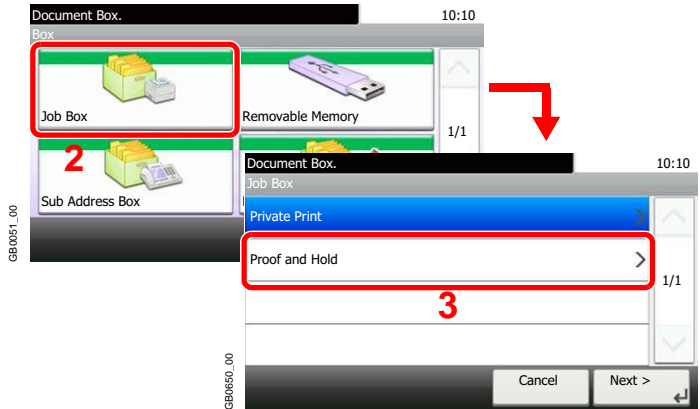 Document Box.
10:10
Box
Job Box
Removable Memory
1/1
2
Sub Address Box
GB0051_00
Document Box.
10:10
Job Box
Private Print
Proof and Hold
1/1
3
Cancel
Next >
GB0650_00